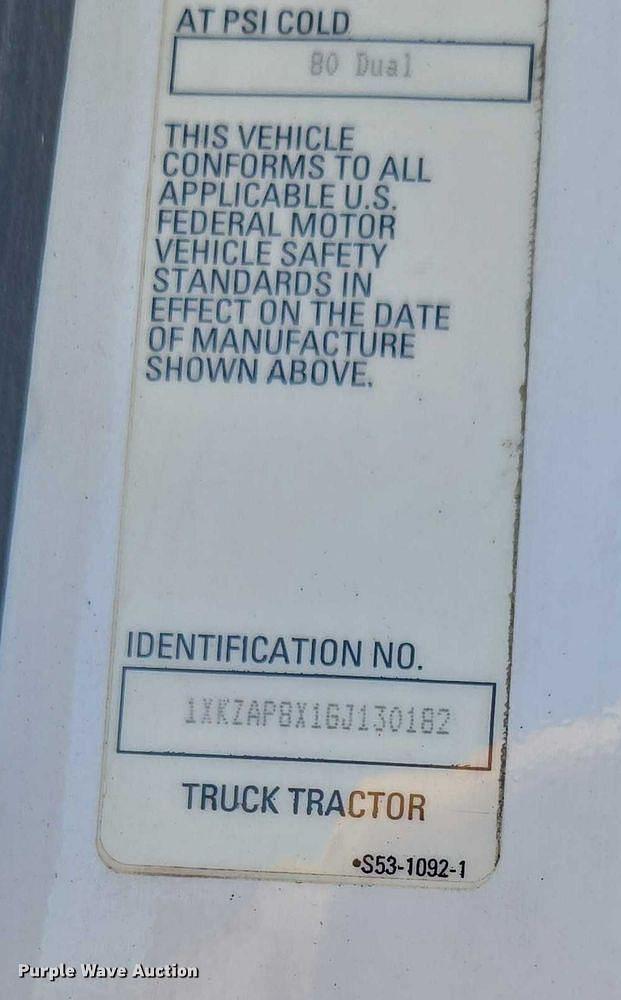 AT PSI COLD
80 Dual
THIS VEHICLE
CONFORMS TO ALL
APPLICABLE U.S.
FEDERAL MOTOR
VEHICLE SAFETY
STANDARDS IN
EFFECT ON THE DATE
OF MANUFACTURE
SHOWN ABOVE.
IDENTIFICATION NO.
1XKZAP8X1GJ130182
TRUCK TRACTOR
•S53-1092-1
Purple Wave Auction